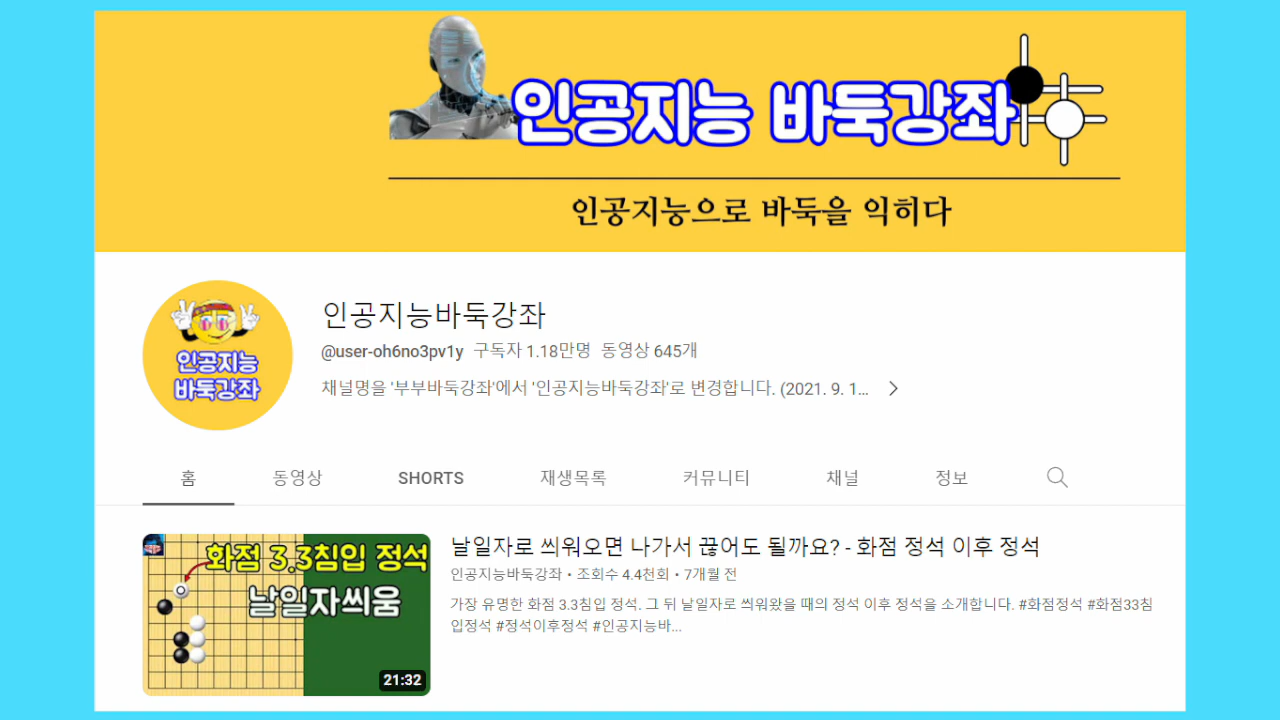 인공지능 바둑강좌
인공지능으로 바둑을 익히다
인공지능
바둑강좌
인공지능바둑강좌
@user-oh6no3pv1y 구독자 1.18만명 동영상 645개
채널명을 '부부바둑강좌'에서 '인공지능바둑강좌'로 변경합니다. (2021. 9. 1...
홈 동영상 SHORTS 재생목록 커뮤니티 채널 정보
화점 3.3침입 정석
날일자씌움
21:32
날일자로 씌워오면 나가서 끊어도 될까요? - 화점 정석 이후 정석
인공지능바둑강좌 • 조회수 4.4천회 • 7개월 전
가장 유명한 화점 3.3침입 정석. 그 뒤 날일자로 씌워왔을 때의 정석 이후 정석을 소개합니다. #화점정석 #화점33침
입정석 #정석이후정석 #인공지능바...